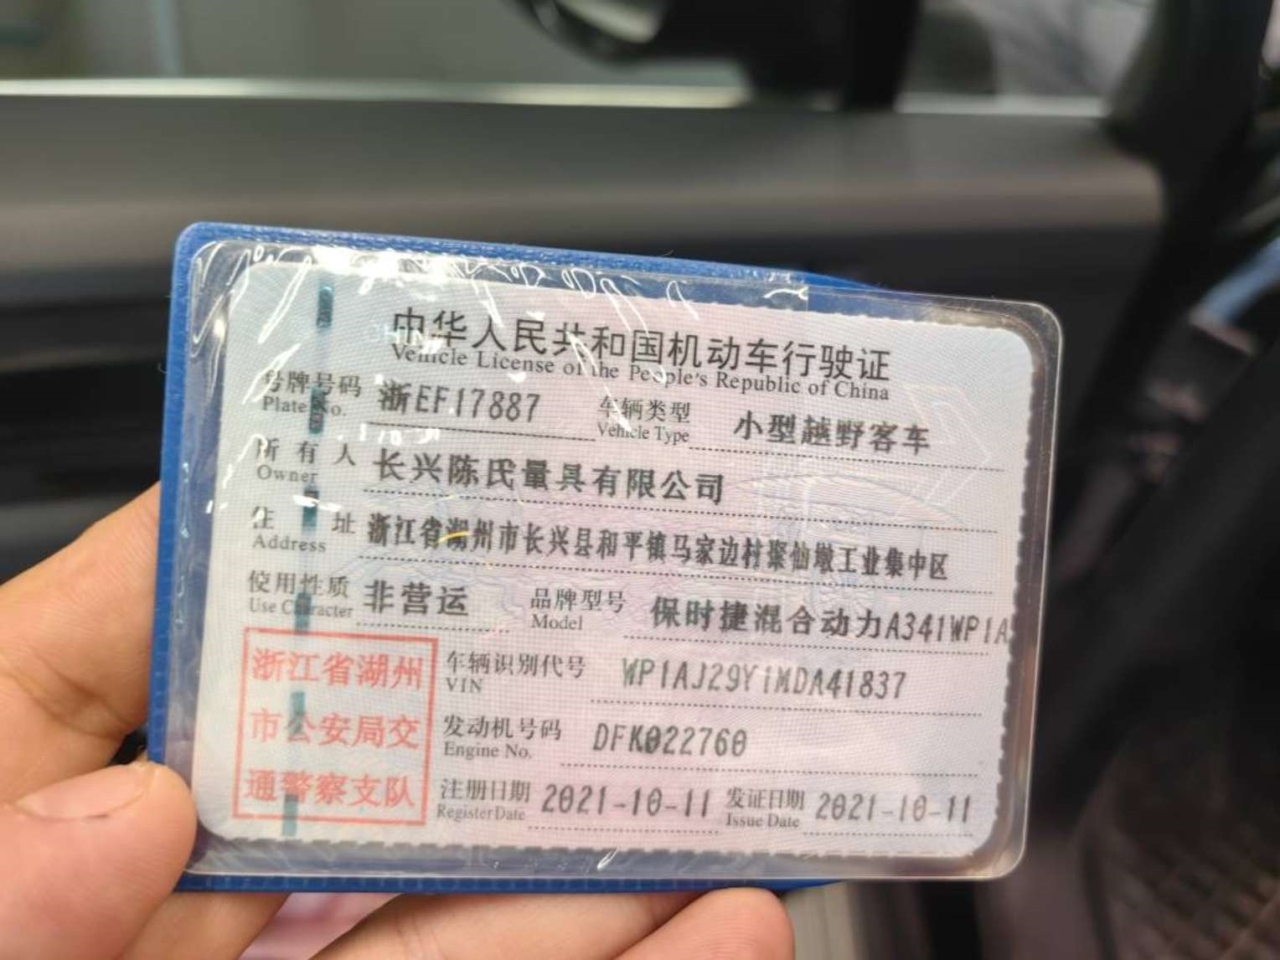 中华人民共和国机动车行驶证
Vehicle License of the People's Republic of China
号牌号码 浙EF17887 车辆类型 小型越野客车
Plate No. Vehicle Type
所有人 长兴陈氏量具有限公司
Owner
住址 浙江省湖州市长兴县和平镇马家边村聚仙墩工业集中区
Address
使用性质 非营运 品牌型号 保时捷混合动力A341WP1A
Use Character Model
浙江省湖州 车辆识别代号 WP1AJ29Y1MDA41837
VIN
市公安局交 发动机号码 DFK022760
Engine No.
通警察支队 注册日期 2021-10-11 发证日期 2021-10-11
Register Date Issue Date